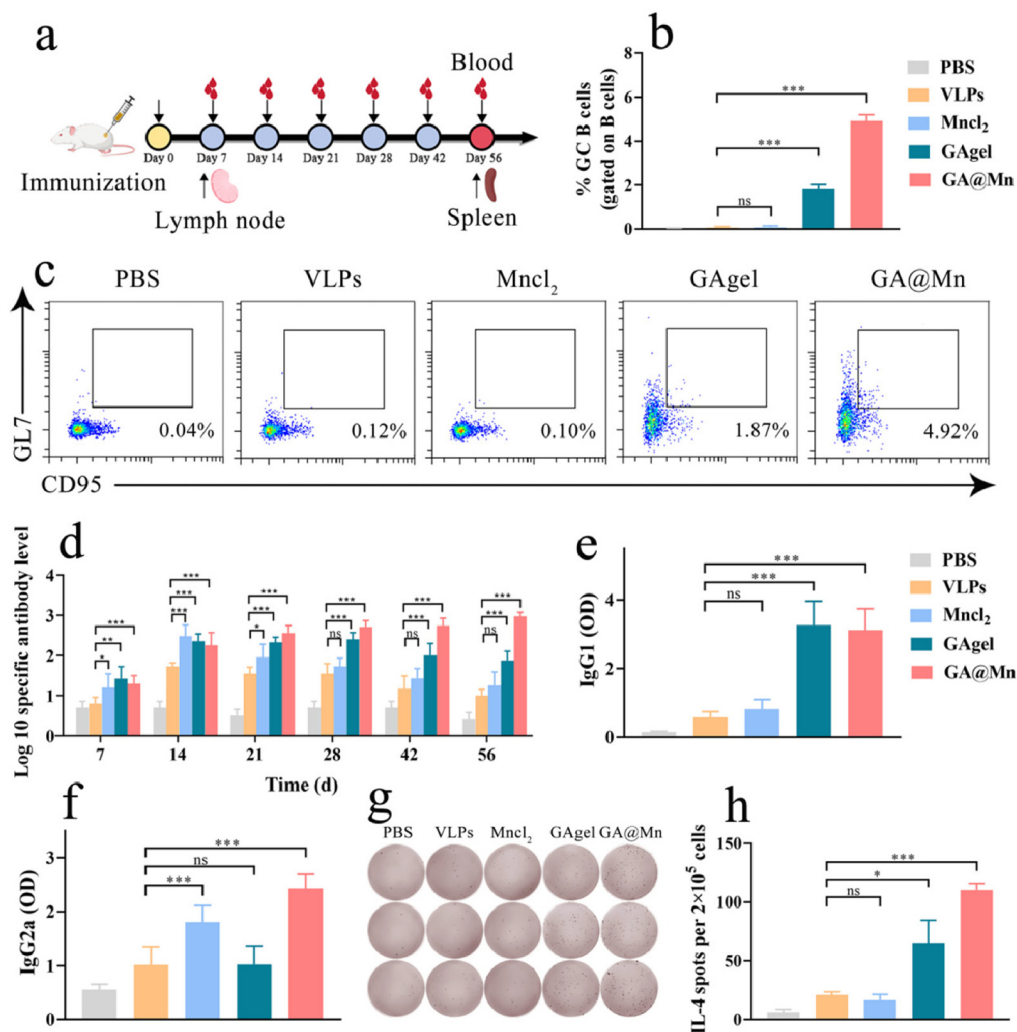 a
Blood
Day 0
Day 7
Day 14
Day 21
Day 28
Day 42
Day 56
Immunization
Lymph node
Spleen
b
% GC B cells
(gated on B cells)
8
6
4
2
0
***
***
ns
PBS
VLPs
Mncl₂
GAgel
GA@Mn
c
PBS
VLPs
Mncl₂
GAgel
GA@Mn
GL7
0.04%
0.12%
0.10%
1.87%
4.92%
CD95
d
Log 10 specific antibody level
4
3
2
1
0
***
**
*
***
***
***
***
***
*
***
***
ns
***
***
ns
***
***
ns
7
14
21
28
42
56
Time (d)
e
IgG1 (OD)
6
4
2
0
***
***
ns
PBS
VLPs
Mncl₂
GAgel
GA@Mn
f
IgG2a (OD)
4
3
2
1
0
***
ns
***
g
PBS
VLPs
Mncl₂
GAgel
GA@Mn
h
IL-4 spots per 2×10⁵ cells
150
100
50
0
***
*
ns